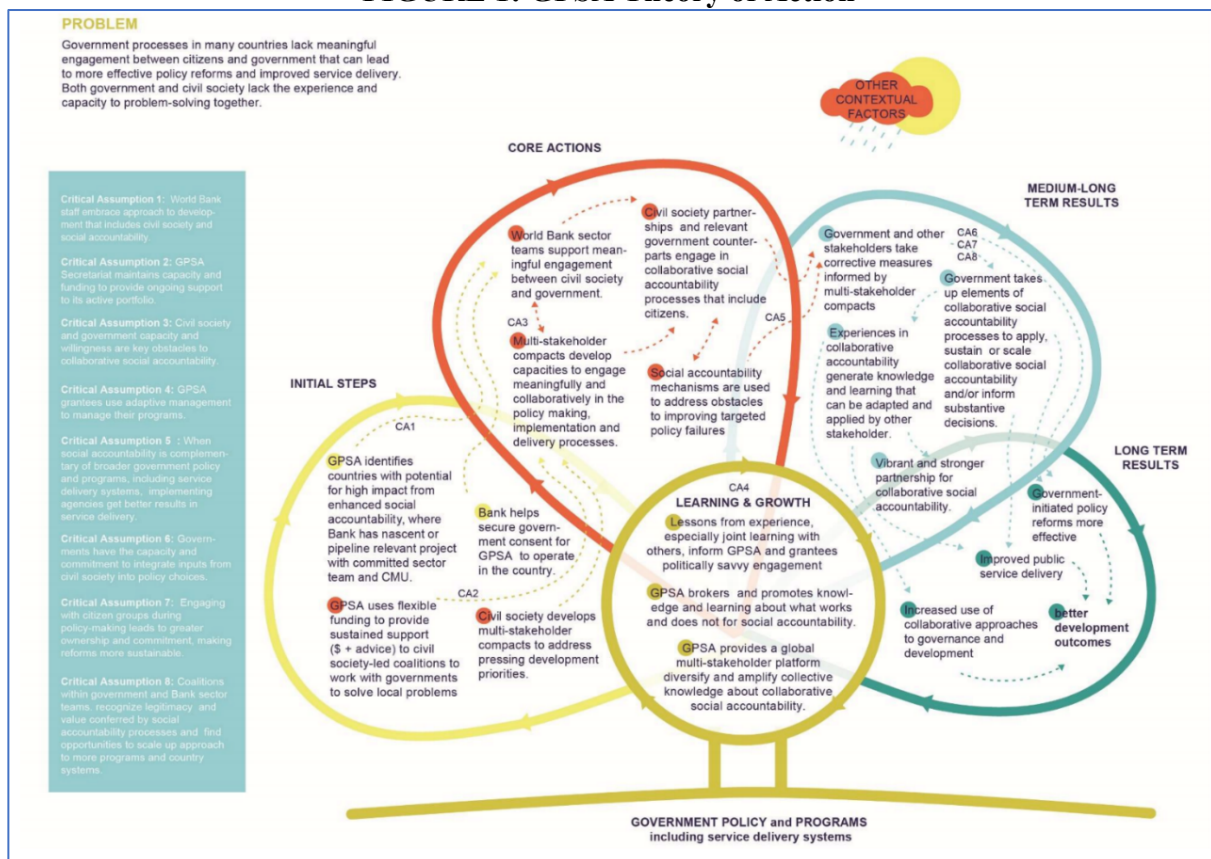 FIGURE 1: GPSA Theory of Action
PROBLEM
Government processes in many countries lack meaningful
engagement between citizens and government that can lead
to more effective policy reforms and improved service delivery.
Both government and civil society lack the experience and
capacity to problem-solving together.
OTHER
CONTEXTUAL
FACTORS
Critical Assumption 1: World Bank
staff embrace approach to develop-
ment that includes civil society and
social accountability.
Critical Assumption 2: GPSA
Secretariat maintains capacity and
funding to provide ongoing support
to its active portfolio.
Critical Assumption 3: Civil society
and government capacity and
willingness are key obstacles to
collaborative social accountability.
Critical Assumption 4: GPSA
grantees use adaptive management
to manage their programs.
Critical Assumption 5 : When
social accountability is complemen-
tary of broader government policy
and programs, including service
delivery systems, implementing
agencies get better results in
service delivery.
Critical Assumption 6: Govern-
ments have the capacity and
commitment to integrate inputs from
civil society into policy choices.
Critical Assumption 7: Engaging
with citizen groups during
policy-making leads to greater
ownership and commitment, making
reforms more sustainable.
Critical Assumption 8: Coalitions
within government and Bank sector
teams, recognize legitimacy and
value conferred by social
accountability processes and find
opportunities to scale up approach
to more programs and country
systems.
INITIAL STEPS
CA1
GPSA identifies
countries with potential
for high impact from
enhanced social
accountability, where
Bank has nascent or
pipeline relevant project
with committed sector
team and CMU.
Bank helps
secure govern-
ment consent for
GPSA to operate
in the country.
CA2
GPSA uses flexible
funding to provide
sustained support
($ + advice) to civil
society-led coalitions to
work with governments
to solve local problems
Civil society develops
multi-stakeholder
compacts to address
pressing development
priorities.
CORE ACTIONS
World Bank sector
teams support mean-
ingful engagement
between civil society
and government.
Civil society partner-
ships and relevant
government counter-
parts engage in
collaborative social
accountability
processes that include
citizens.
CA3
CA5
Multi-stakeholder
compacts develop
capacities to engage
meaningfully and
collaboratively in the
policy making,
implementation and
delivery processes.
Social accountability
mechanisms are used
to address obstacles
to improving targeted
policy failures
MEDIUM-LONG
TERM RESULTS
Government and other
stakeholders take
corrective measures
informed by
multi-stakeholder
compacts
CA6
CA7
CA8
Government takes
up elements of
collaborative social
accountability
processes to apply,
sustain or scale
collaborative social
accountability
and/or inform
substantive
decisions.
Experiences in
collaborative
accountability
generate knowledge
and learning that
can be adapted and
applied by other
stakeholder.
Vibrant and stronger
partnership for
collaborative social
accountability.
LONG TERM
RESULTS
Government-
initiated policy
reforms more
effective
Improved public
service delivery
Increased use of
collaborative approaches
to governance and
development
better
development
outcomes
CA4
LEARNING & GROWTH
Lessons from experience,
especially joint learning with
others, inform GPSA and grantees
politically savvy engagement
GPSA brokers and promotes knowl-
edge and learning about what works
and does not for social accountability.
GPSA provides a global
multi-stakeholder platform
diversify and amplify collective
knowledge about collaborative
social accountability.
GOVERNMENT POLICY and PROGRAMS
including service delivery systems